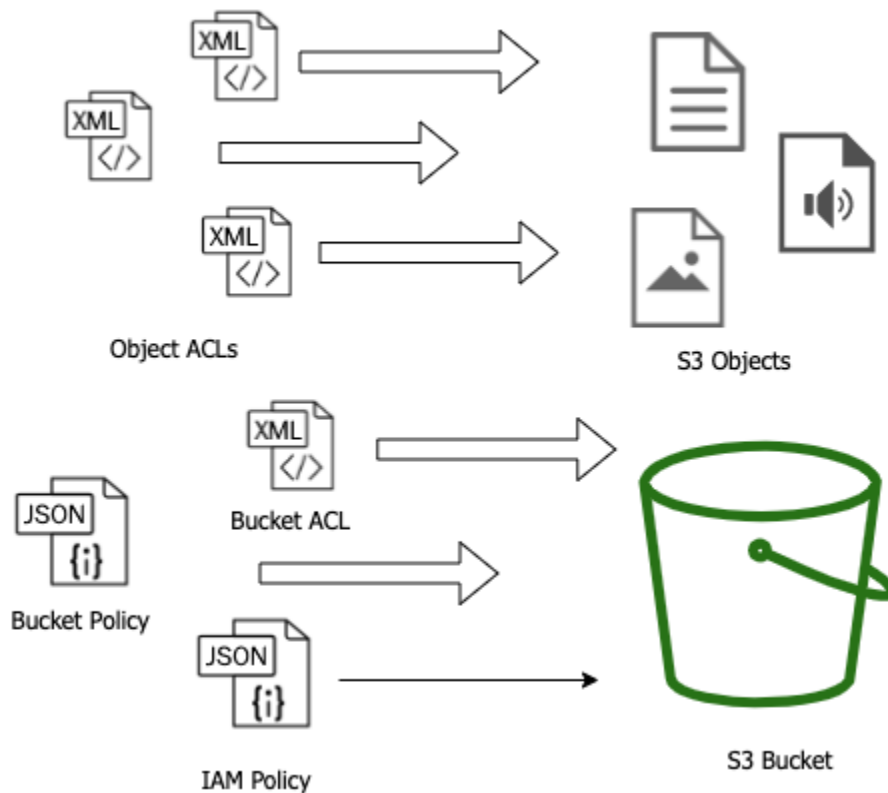 XML
</>
XML
</>
XML
</>
Object ACLs
S3 Objects
XML
</>
Bucket ACL
JSON
{i}
Bucket Policy
JSON
{i}
IAM Policy
S3 Bucket